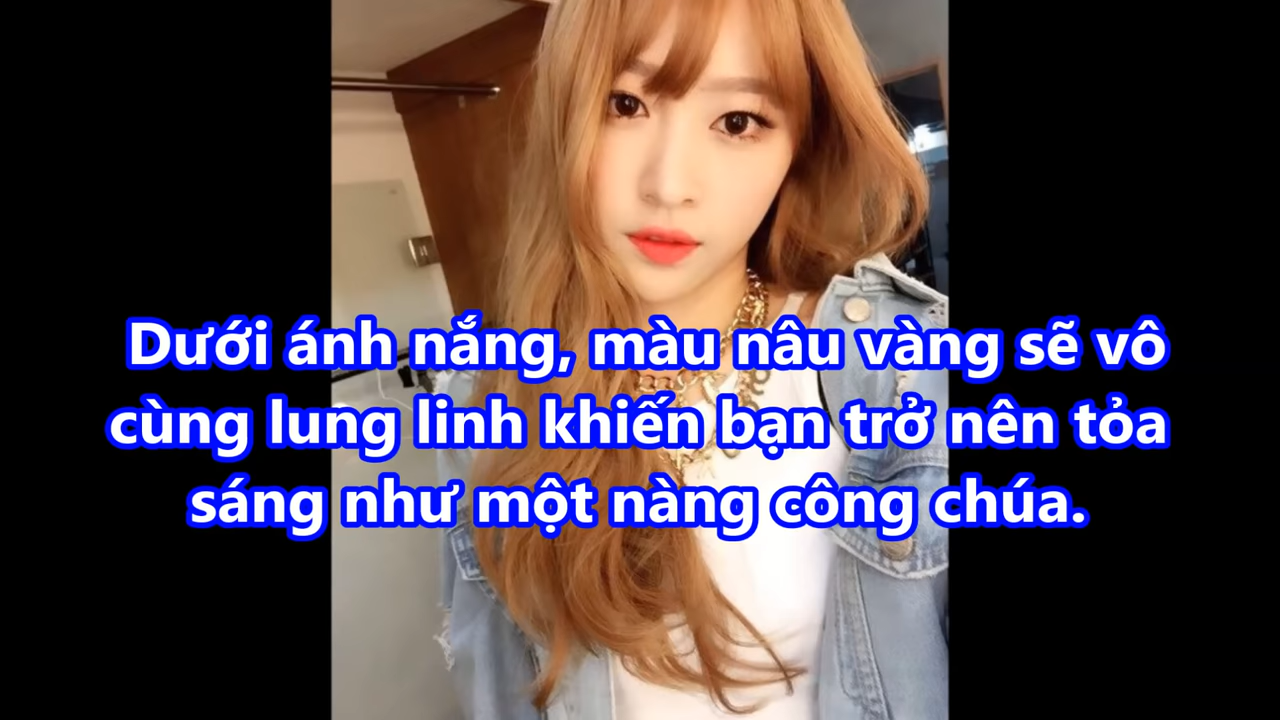 Dưới ánh nắng, màu nâu vàng sẽ vô
cùng lung linh khiến bạn trở nên tỏa
sáng như một nàng công chúa.